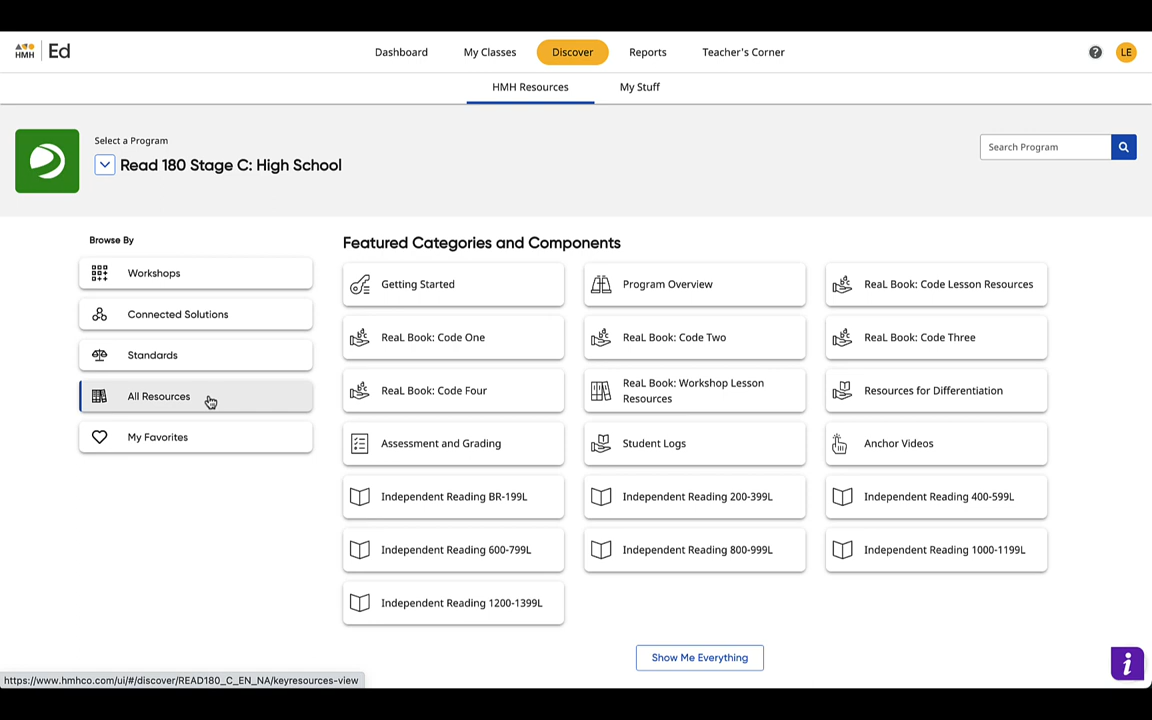 HMH
Ed
Dashboard
My Classes
Discover
Reports
Teacher's Corner
?
LE
HMH Resources
My Stuff
Select a Program
Read 180 Stage C: High School
Search Program
Browse By
Workshops
Connected Solutions
Standards
All Resources
My Favorites
Featured Categories and Components
Getting Started
Program Overview
ReaL Book: Code Lesson Resources
ReaL Book: Code One
ReaL Book: Code Two
ReaL Book: Code Three
ReaL Book: Code Four
ReaL Book: Workshop Lesson
Resources
Resources for Differentiation
Assessment and Grading
Student Logs
Anchor Videos
Independent Reading BR-199L
Independent Reading 200-399L
Independent Reading 400-599L
Independent Reading 600-799L
Independent Reading 800-999L
Independent Reading 1000-1199L
Independent Reading 1200-1399L
Show Me Everything
i
https://www.hmhco.com/ui/#/discover/READ180_C_EN_NA/keyresources-view